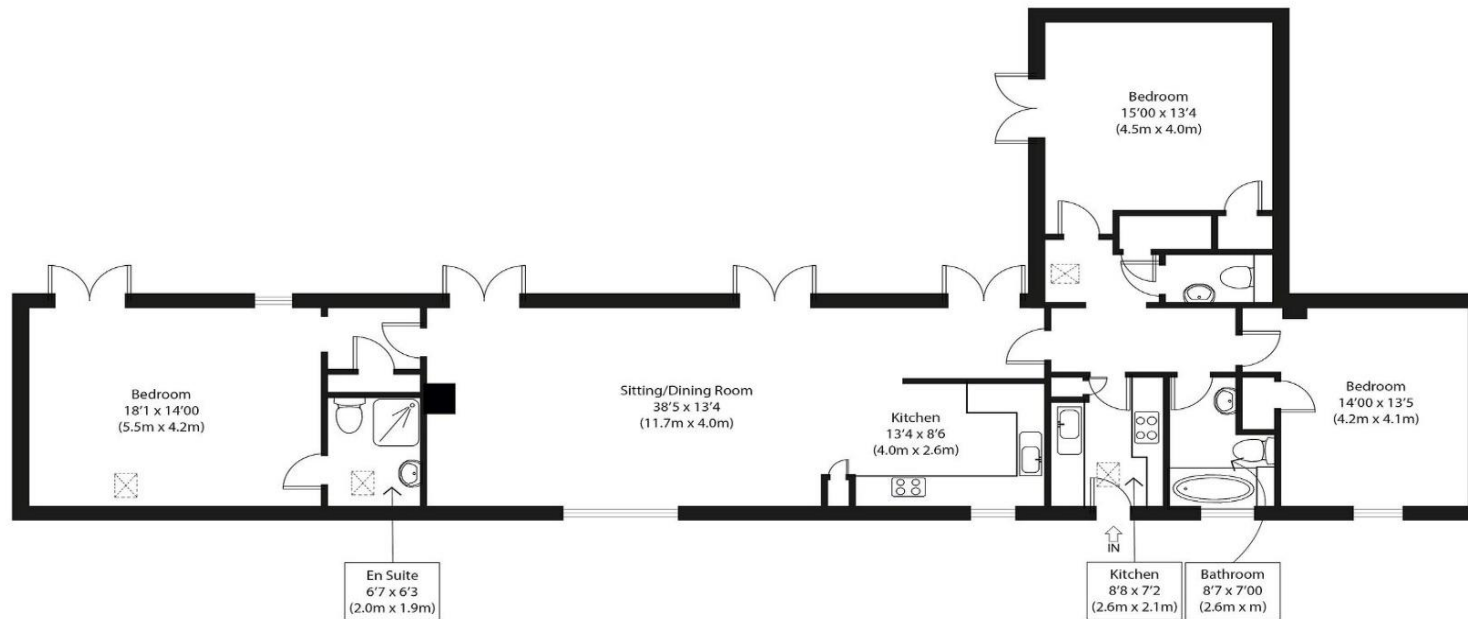 Bedroom
15'00 x 13'4
(4.5m x 4.0m)
Bedroom
18'1 x 14'00
(5.5m x 4.2m)
Sitting/Dining Room
38'5 x 13'4
(11.7m x 4.0m)
Kitchen
13'4 x 8'6
(4.0m x 2.6m)
Bedroom
14'00 x 13'5
(4.2m x 4.1m)
IN
En Suite
6'7 x 6'3
(2.0m x 1.9m)
Kitchen
8'8 x 7'2
(2.6m x 2.1m)
Bathroom
8'7 x 7'00
(2.6m x m)